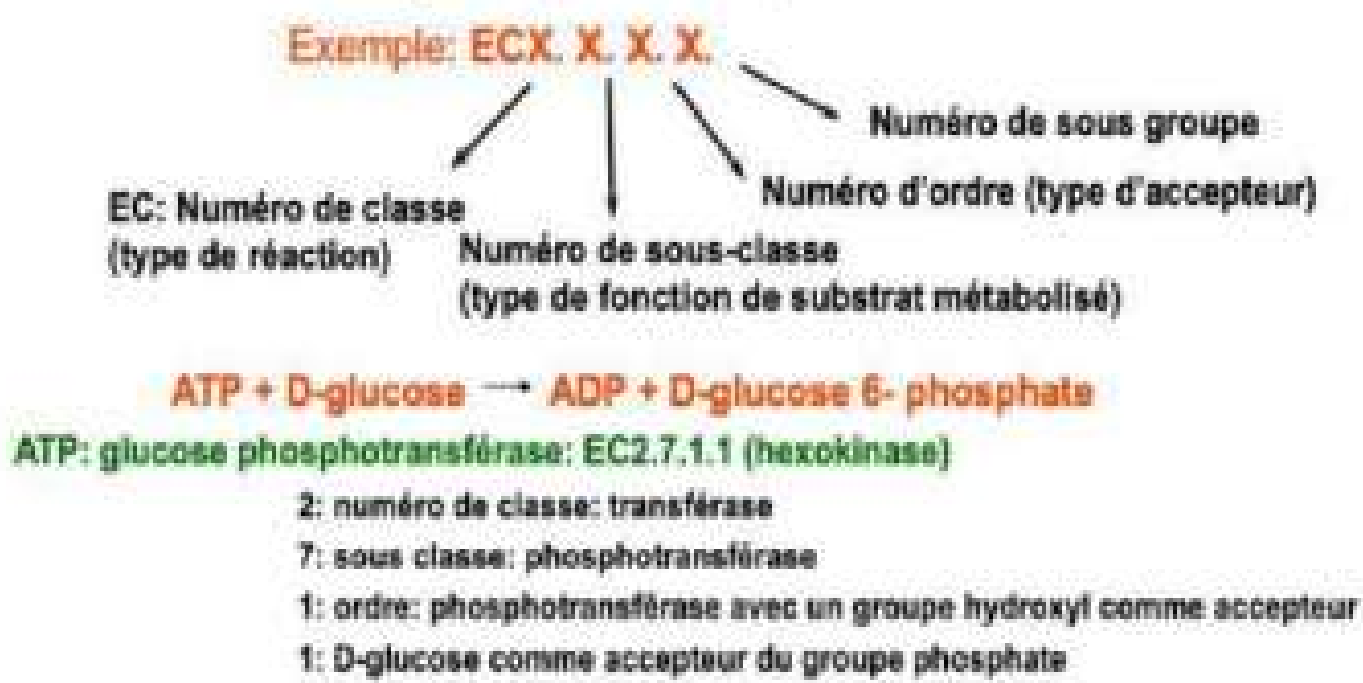 Exemple: ECX. X. X. X.
Numéro de sous groupe
Numéro d'ordre (type d'accepteur)
EC: Numéro de classe
(type de réaction)
Numéro de sous-classe
(type de fonction de substrat métabolisé)
ATP + D-glucose → ADP + D-glucose 6- phosphate
ATP: glucose phosphotransférase: EC2.7.1.1 (hexokinase)
2: numéro de classe: transférase
7: sous classe: phosphotransférase
1: ordre: phosphotransférase avec un groupe hydroxyl comme accepteur
1: D-glucose comme accepteur du groupe phosphate